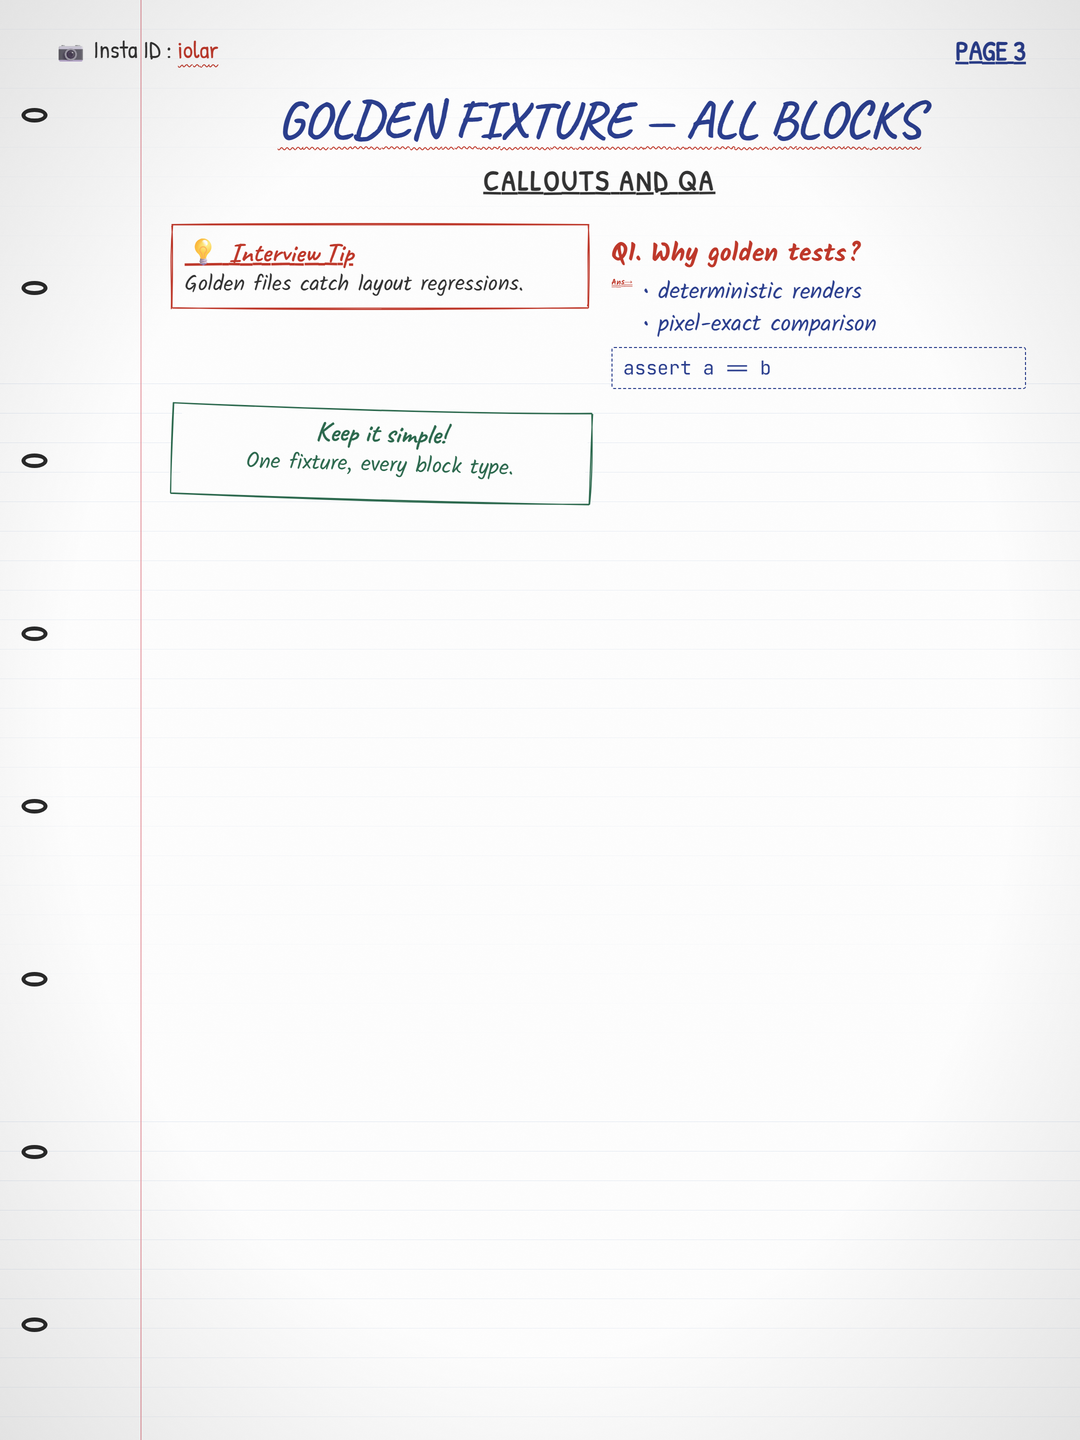 📷 Insta ID : iolar
PAGE 3
GOLDEN FIXTURE – ALL BLOCKS
CALLOUTS AND QA
💡 Interview Tip
Golden files catch layout regressions.
Q1. Why golden tests?
Ans→
• deterministic renders
• pixel-exact comparison
assert a == b
Keep it simple!
One fixture, every block type.